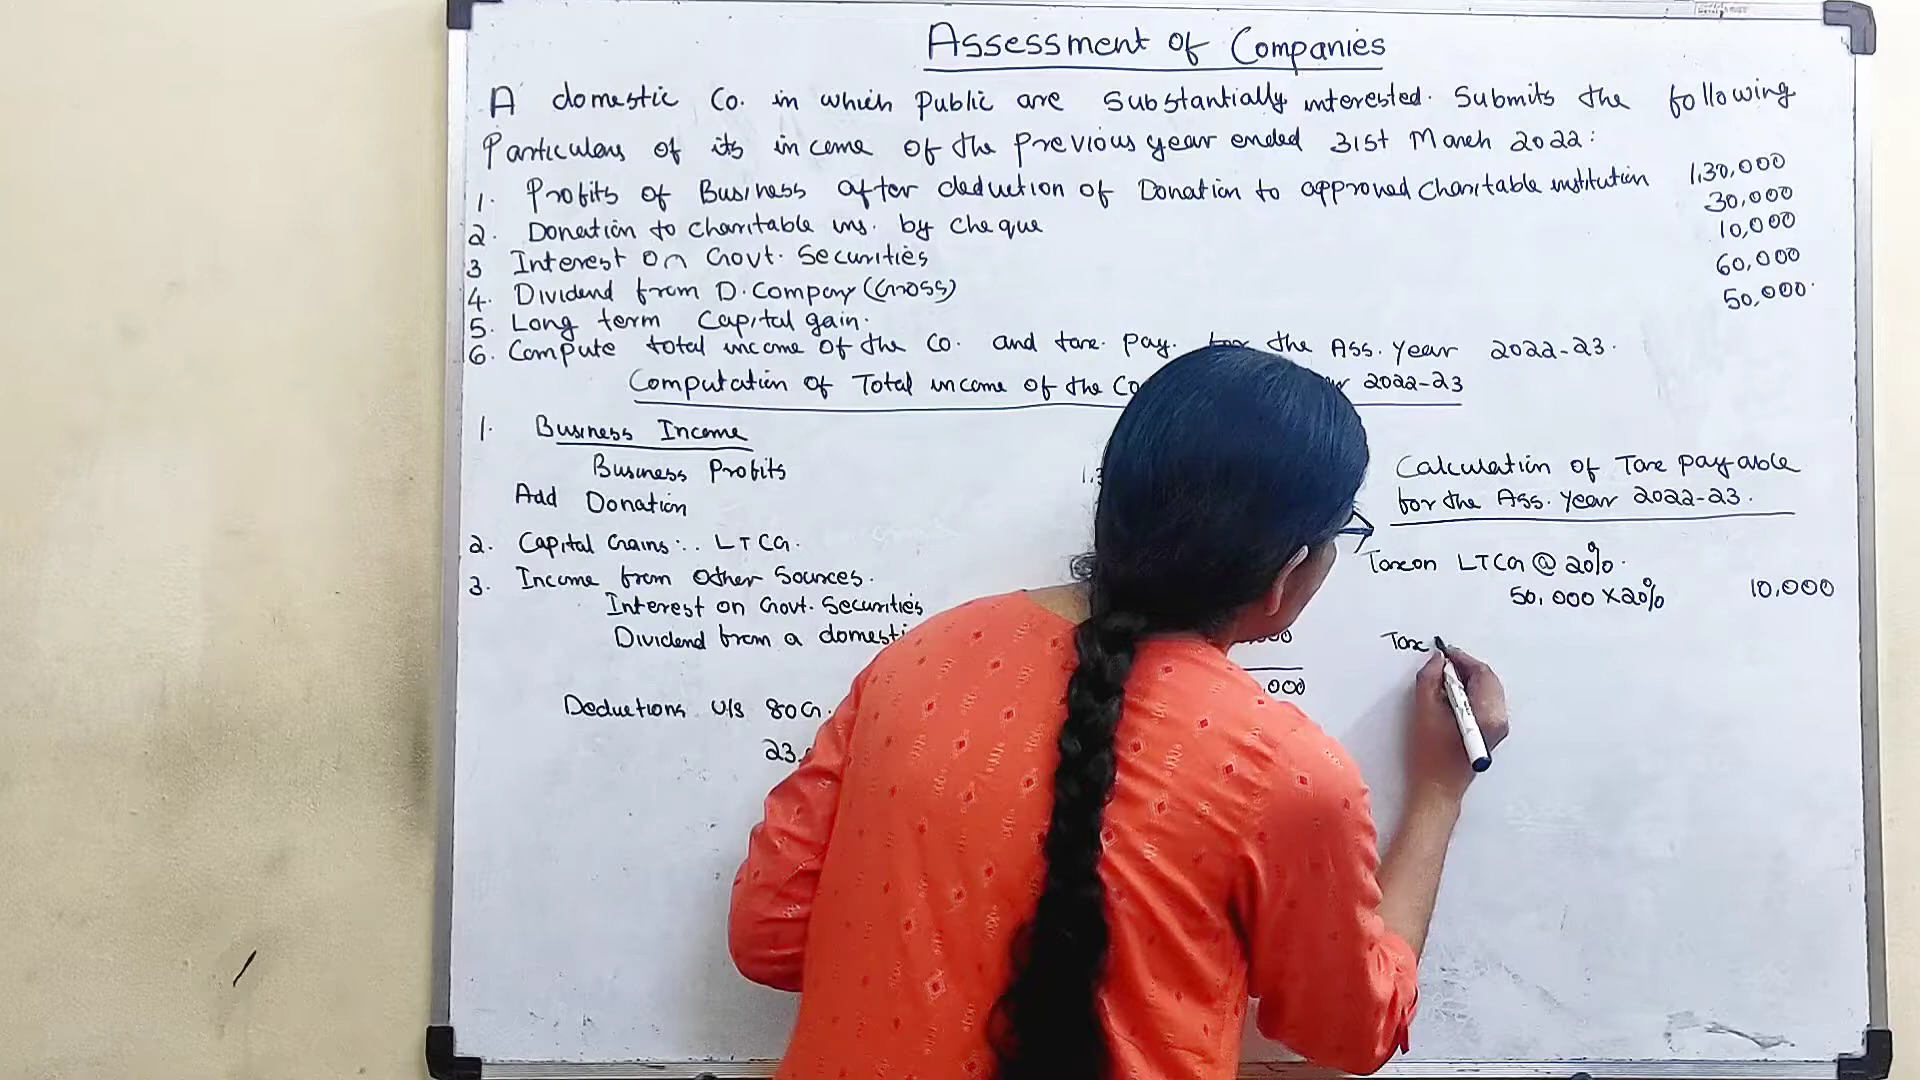 Assessment of Companies
A domestic Co. in which public are substantially interested. Submits the following
Particulars of its income of the previous year ended 31st March 2022:
1. Profits of Business after deduction of Donation to approved charitable institution 1,30,000
2. Donation to charitable ins. by cheque 30,000
3 Interest on Govt. Securities 10,000
4. Dividend from D. Company (Gross) 60,000
5. Long term Capital gain. 50,000.
6. Compute total income of the Co. and tax. pay. for the Ass. Year 2022-23.
Computation of Total income of the Co 2022-23
1. Business Income
Business Profits
Add Donation
2. Capital Gains:. LTCG.
3. Income from Other Sources.
Interest on Govt. Securities
Dividend from a
Deductions U/s 80G.
23
Calculation of Tax payable
for the Ass. Year 2022-23.
Tax on LTCG @ 20%.
50,000 X 20% 10,000
Tax